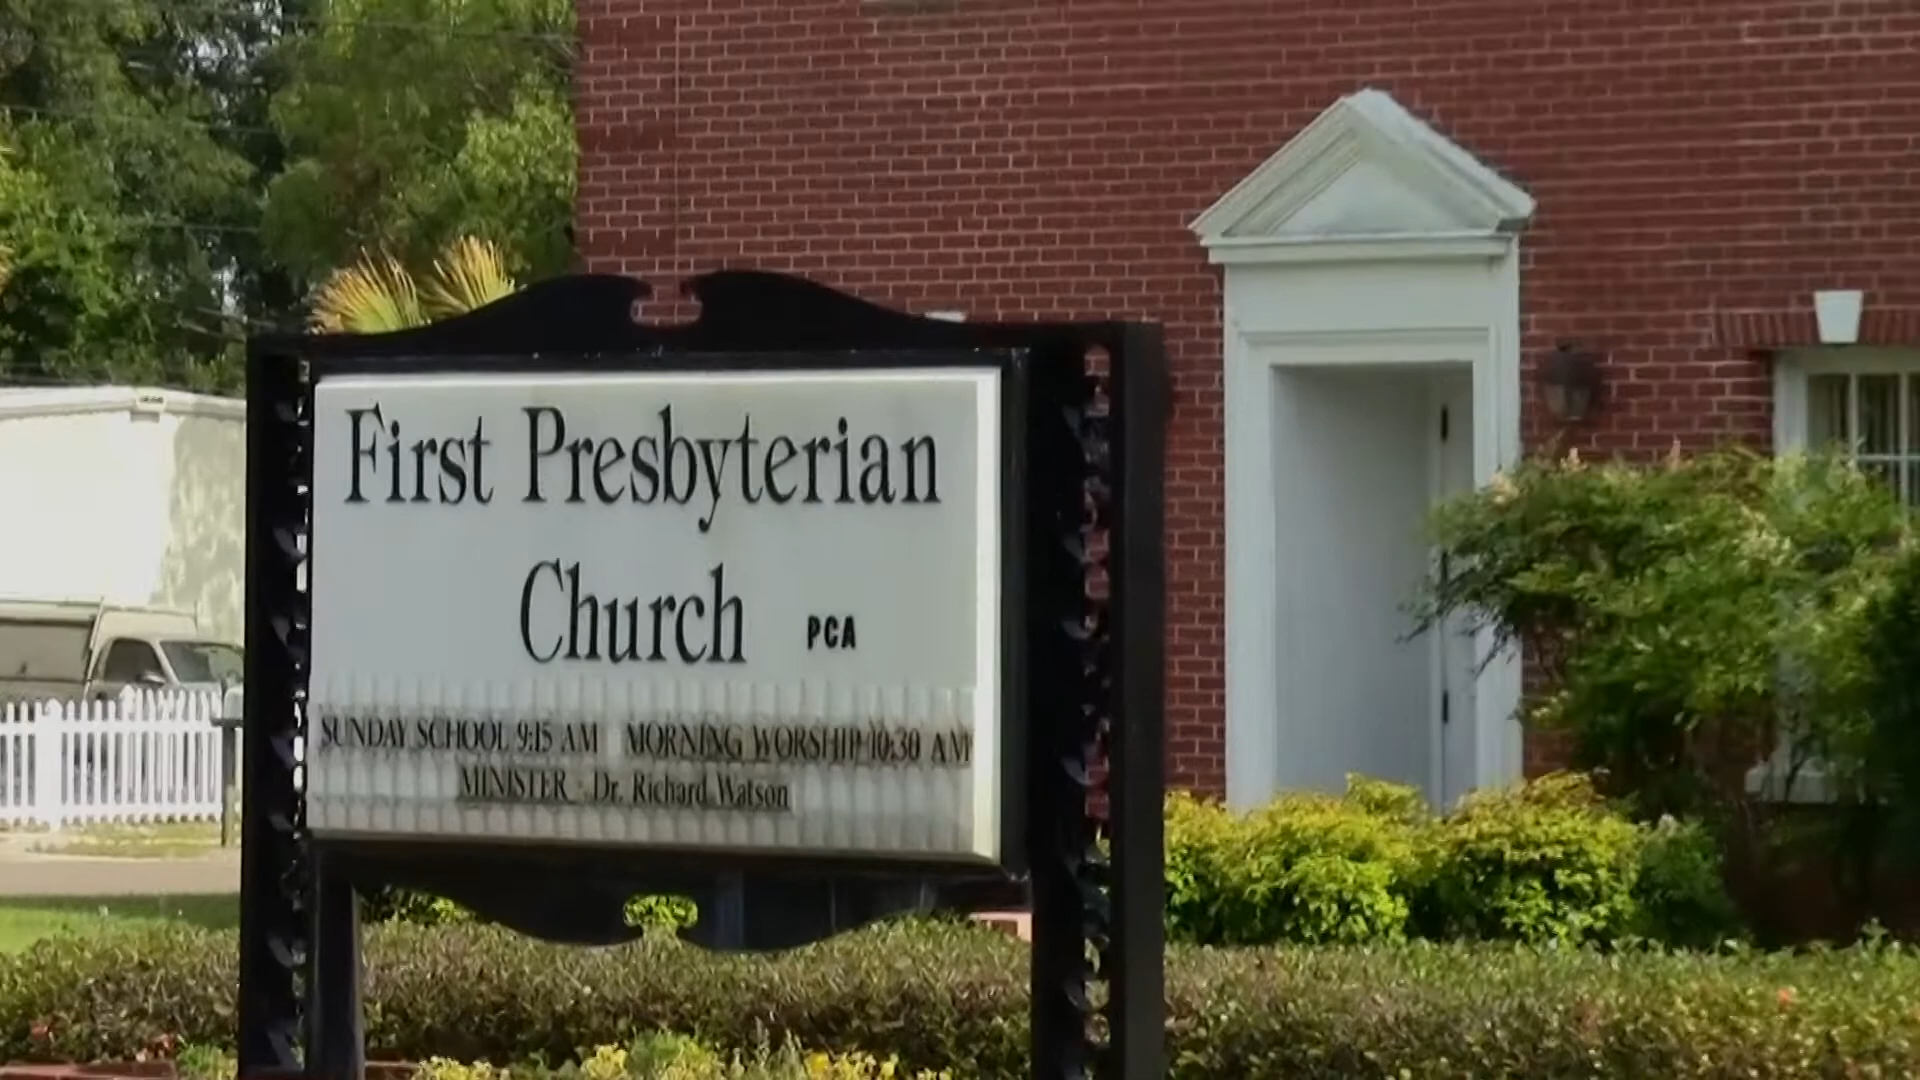 First Presbyterian
Church PCA
SUNDAY SCHOOL 9:15 AM MORNING WORSHIP 10:30 AM
MINISTER - Dr. Richard Watson